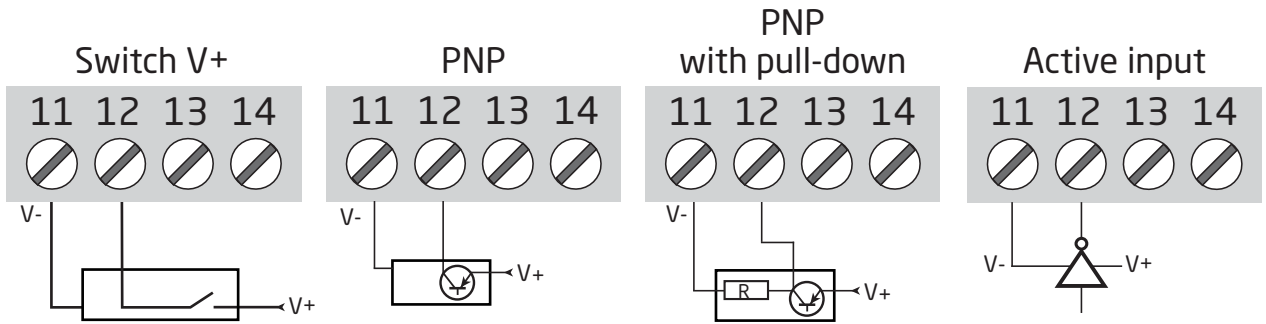 Switch V+
11 12 13 14
V-
V+
PNP
11 12 13 14
V-
V+
PNP
with pull-down
11 12 13 14
V-
R
V+
Active input
11 12 13 14
V-
V+